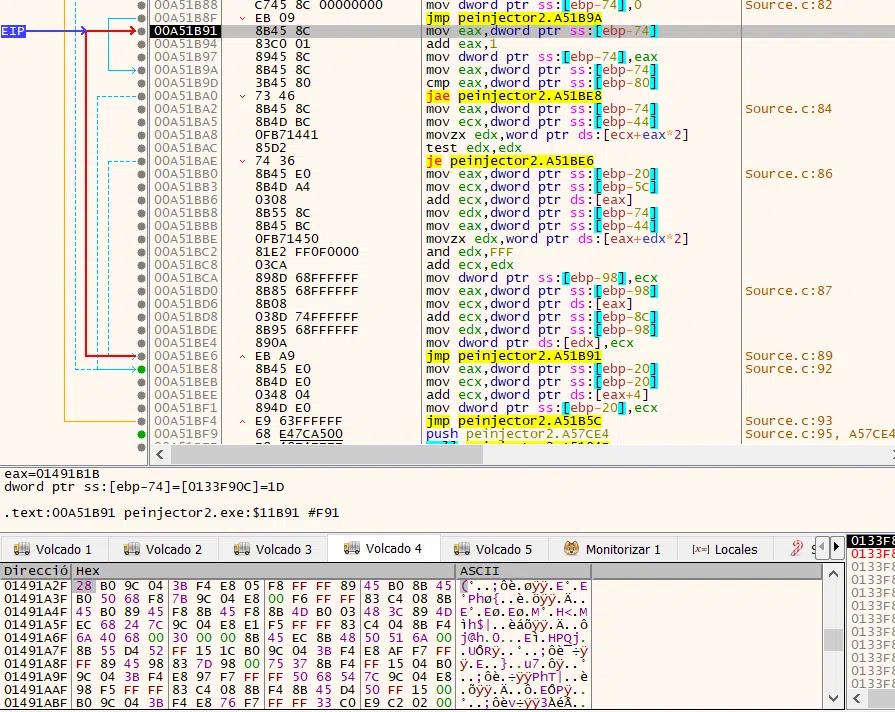 00A51B88 C745 8C 00000000 mov dword ptr ss:[ebp-74],0 Source.c:82
00A51B8F EB 09 jmp peinjector2.A51B9A
EIP 00A51B91 8B45 8C mov eax,dword ptr ss:[ebp-74]
00A51B94 83C0 01 add eax,1
00A51B97 8945 8C mov dword ptr ss:[ebp-74],eax
00A51B9A 8B45 8C mov eax,dword ptr ss:[ebp-74]
00A51B9D 3B45 80 cmp eax,dword ptr ss:[ebp-80]
00A51BA0 73 46 jae peinjector2.A51BE8
00A51BA2 8B45 8C mov eax,dword ptr ss:[ebp-74] Source.c:84
00A51BA5 8B4D BC mov ecx,dword ptr ss:[ebp-44]
00A51BA8 0FB71441 movzx edx,word ptr ds:[ecx+eax*2]
00A51BAC 85D2 test edx,edx
00A51BAE 74 36 je peinjector2.A51BE6
00A51BB0 8B45 E0 mov eax,dword ptr ss:[ebp-20] Source.c:86
00A51BB3 8B4D A4 mov ecx,dword ptr ss:[ebp-5C]
00A51BB6 0308 add ecx,dword ptr ds:[eax]
00A51BB8 8B55 8C mov edx,dword ptr ss:[ebp-74]
00A51BBB 8B45 BC mov eax,dword ptr ss:[ebp-44]
00A51BBE 0FB71450 movzx edx,word ptr ds:[eax+edx*2]
00A51BC2 81E2 FF0F0000 and edx,FFF
00A51BC8 03CA add ecx,edx
00A51BCA 898D 68FFFFFF mov dword ptr ss:[ebp-98],ecx
00A51BD0 8B85 68FFFFFF mov eax,dword ptr ss:[ebp-98] Source.c:87
00A51BD6 8B08 mov ecx,dword ptr ds:[eax]
00A51BD8 038D 74FFFFFF add ecx,dword ptr ss:[ebp-8C]
00A51BDE 8B95 68FFFFFF mov edx,dword ptr ss:[ebp-98]
00A51BE4 890A mov dword ptr ds:[edx],ecx
00A51BE6 EB A9 jmp peinjector2.A51B91 Source.c:89
00A51BE8 8B45 E0 mov eax,dword ptr ss:[ebp-20] Source.c:92
00A51BEB 8B4D E0 mov ecx,dword ptr ss:[ebp-20]
00A51BEE 0348 04 add ecx,dword ptr ds:[eax+4]
00A51BF1 894D E0 mov dword ptr ss:[ebp-20],ecx
00A51BF4 E9 63FFFFFF jmp peinjector2.A51B5C Source.c:93
00A51BF9 68 E47CA500 push peinjector2.A57CE4 Source.c:95, A57CE4
eax=01491B1B
dword ptr ss:[ebp-74]=[0133F90C]=1D
.text:00A51B91 peinjector2.exe:$11B91 #F91
Volcado 1 Volcado 2 Volcado 3 Volcado 4 Volcado 5 Monitorizar 1 [x=] Locales
Direcció Hex ASCII
01491A2F 28 B0 9C 04 3B F4 E8 05 F8 FF FF 89 45 B0 8B 45
01491A3F B0 50 68 F8 7B 9C 04 E8 00 F6 FF FF 83 C4 08 8B
01491A4F 45 B0 89 45 F8 8B 45 F8 8B 4D B0 03 48 3C 89 4D
01491A5F EC 68 24 7C 9C 04 E8 E1 F5 FF FF 83 C4 04 8B F4
01491A6F 6A 40 68 00 30 00 00 8B 45 EC 8B 48 50 51 6A 00
01491A7F 8B 55 D4 52 FF 15 1C B0 9C 04 3B F4 E8 AF F7 FF
01491A8F FF 89 45 98 83 7D 98 00 75 37 8B F4 FF 15 04 B0
01491A9F 9C 04 3B F4 E8 97 F7 FF FF 50 68 54 7C 9C 04 E8
01491AAF 98 F5 FF FF 83 C4 08 8B F4 8B 45 D4 50 FF 15 00
01491ABF B0 9C 04 3B F4 E8 76 F7 FF FF 33 C0 E9 C2 02 00